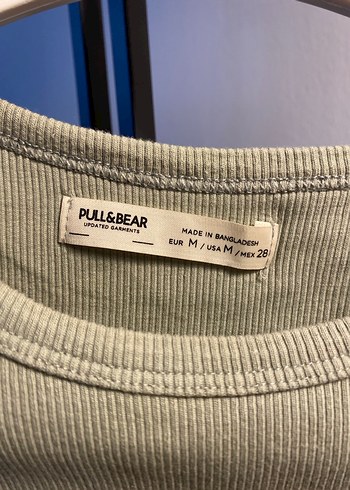 PULL&BEAR
UPDATED GARMENTS
MADE IN BANGLADESH
EUR M / USA M / MEX 28